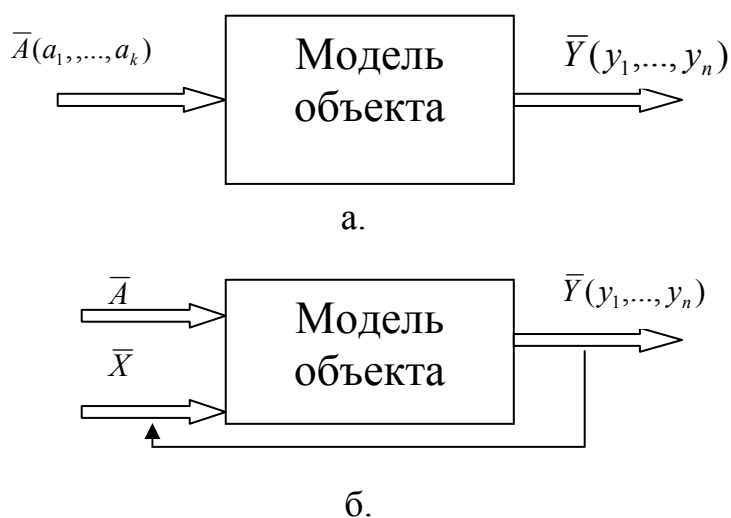 A̅(a₁,,...,aₖ)
Модель
объекта
Y̅(y₁,...,yₙ)
а.
A̅
X̅
Модель
объекта
Y̅(y₁,...,yₙ)
б.